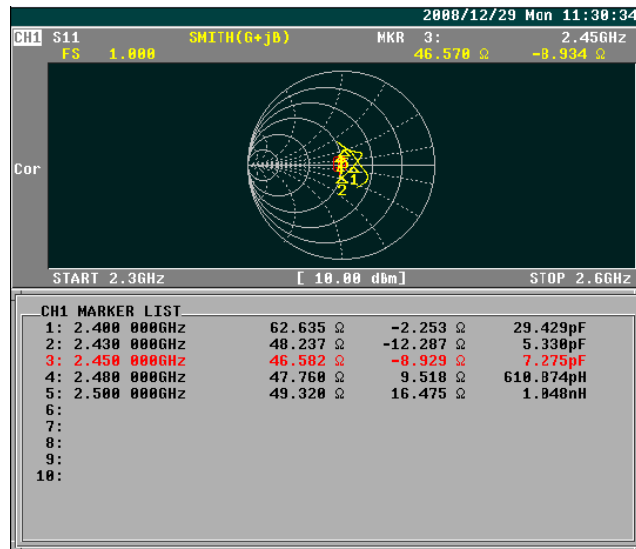 2008/12/29 Mon 11:30:34
CH1 S11 SMITH(G+jB) MKR 3: 2.45GHz
FS 1.000 46.570 Ω -8.934 Ω
Cor
1
2
START 2.3GHz [ 10.00 dBm] STOP 2.6GHz
CH1 MARKER LIST
1: 2.400 000GHz 62.635 Ω -2.253 Ω 29.429pF
2: 2.430 000GHz 48.237 Ω -12.287 Ω 5.330pF
3: 2.450 000GHz 46.582 Ω -8.929 Ω 7.275pF
4: 2.480 000GHz 47.760 Ω 9.518 Ω 610.874pH
5: 2.500 000GHz 49.320 Ω 16.475 Ω 1.048nH
6:
7:
8:
9:
10: